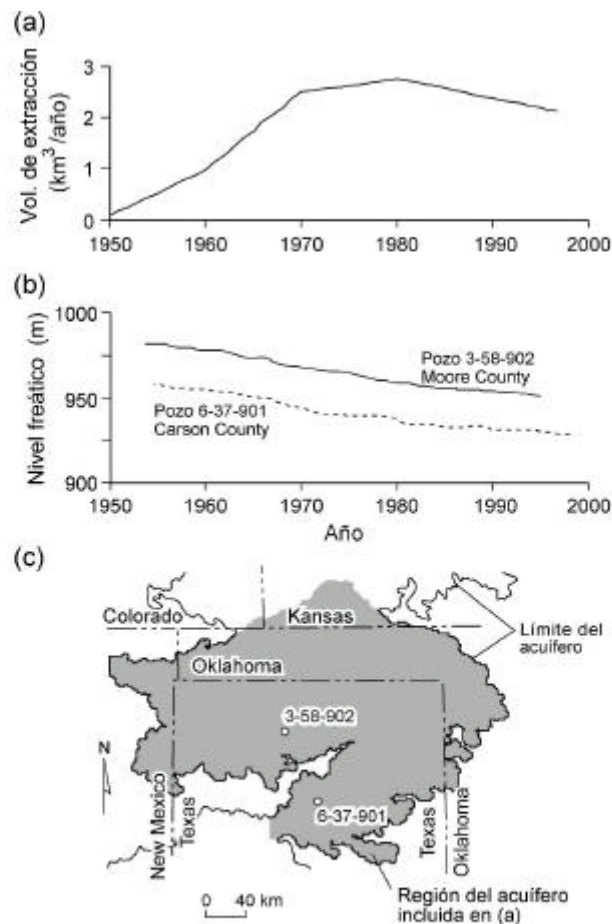 (a)
Vol. de extracción
(km³/año)
3
2
1
0
1950 1960 1970 1980 1990 2000
(b)
Nivel freático (m)
1000
950
900
Pozo 3-58-902
Moore County
Pozo 6-37-901
Carson County
1950 1960 1970 1980 1990 2000
Año
(c)
Colorado
Kansas
Límite del
acuífero
Oklahoma
3-58-902
N
6-37-901
New Mexico
Texas
Texas
Oklahoma
0 40 km
Región del acuífero
incluida en (a)